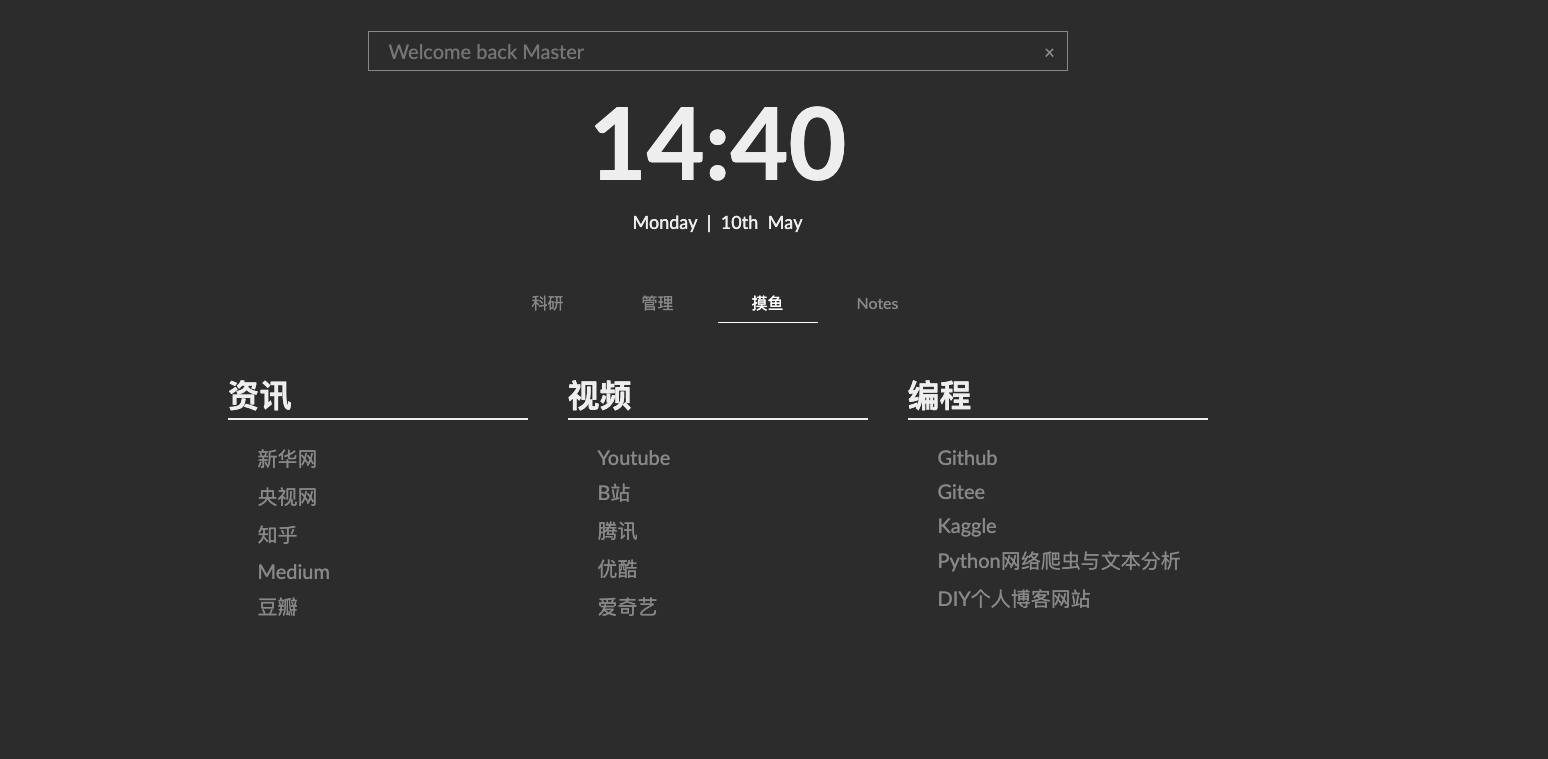 Welcome back Master ×
14:40
Monday | 10th May
科研 管理 摸鱼 Notes
资讯
新华网
央视网
知乎
Medium
豆瓣
视频
Youtube
B站
腾讯
优酷
爱奇艺
编程
Github
Gitee
Kaggle
Python网络爬虫与文本分析
DIY个人博客网站